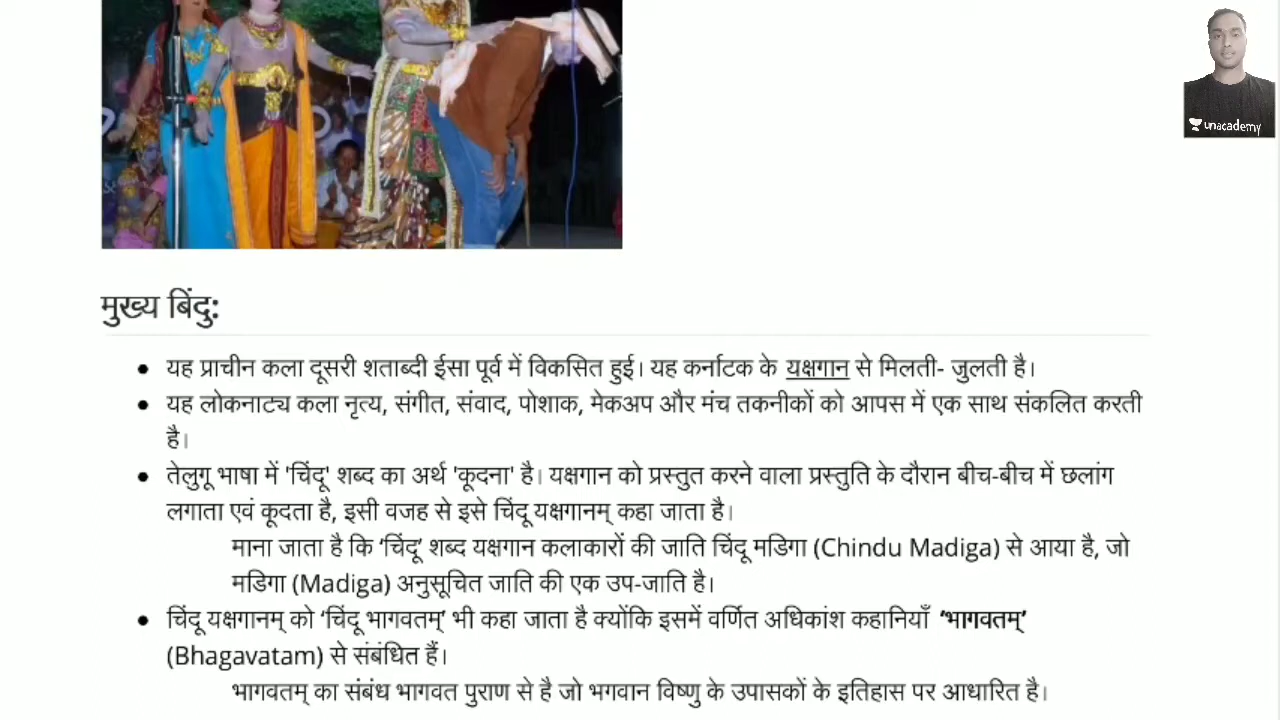 मुख्य बिंदु:
यह प्राचीन कला दूसरी शताब्दी ईसा पूर्व में विकसित हुई। यह कर्नाटक के यक्षगान से मिलती- जुलती है।
यह लोकनाट्य कला नृत्य, संगीत, संवाद, पोशाक, मेकअप और मंच तकनीकों को आपस में एक साथ संकलित करती
है।
तेलुगू भाषा में 'चिंदू' शब्द का अर्थ 'कूदना' है। यक्षगान को प्रस्तुत करने वाला प्रस्तुति के दौरान बीच-बीच में छलांग
लगाता एवं कूदता है, इसी वजह से इसे चिंदू यक्षगानम् कहा जाता है।
माना जाता है कि ‘चिंदू’ शब्द यक्षगान कलाकारों की जाति चिंदू मडिगा (Chindu Madiga) से आया है, जो
मडिगा (Madiga) अनुसूचित जाति की एक उप-जाति है।
चिंदू यक्षगानम् को ‘चिंदू भागवतम्’ भी कहा जाता है क्योंकि इसमें वर्णित अधिकांश कहानियाँ ‘भागवतम्’
(Bhagavatam) से संबंधित हैं।
भागवतम् का संबंध भागवत पुराण से है जो भगवान विष्णु के उपासकों के इतिहास पर आधारित है।
unacademy